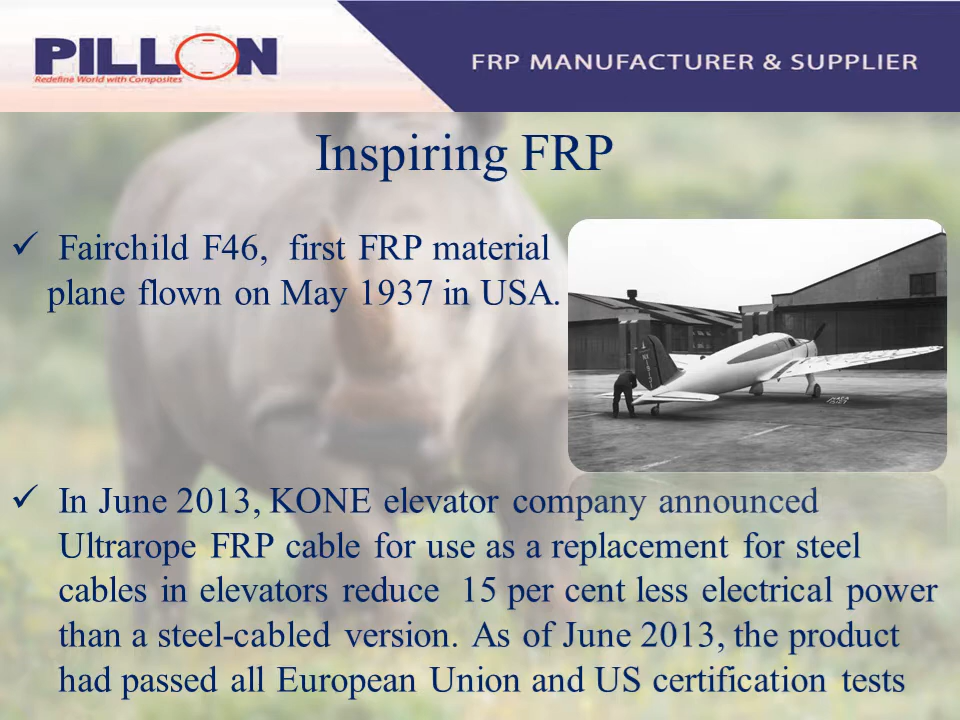 PILLON
Redefine World with Composites
FRP MANUFACTURER & SUPPLIER
Inspiring FRP
✓ Fairchild F46, first FRP material
plane flown on May 1937 in USA.
✓ In June 2013, KONE elevator company announced
Ultrarope FRP cable for use as a replacement for steel
cables in elevators reduce 15 per cent less electrical power
than a steel-cabled version. As of June 2013, the product
had passed all European Union and US certification tests